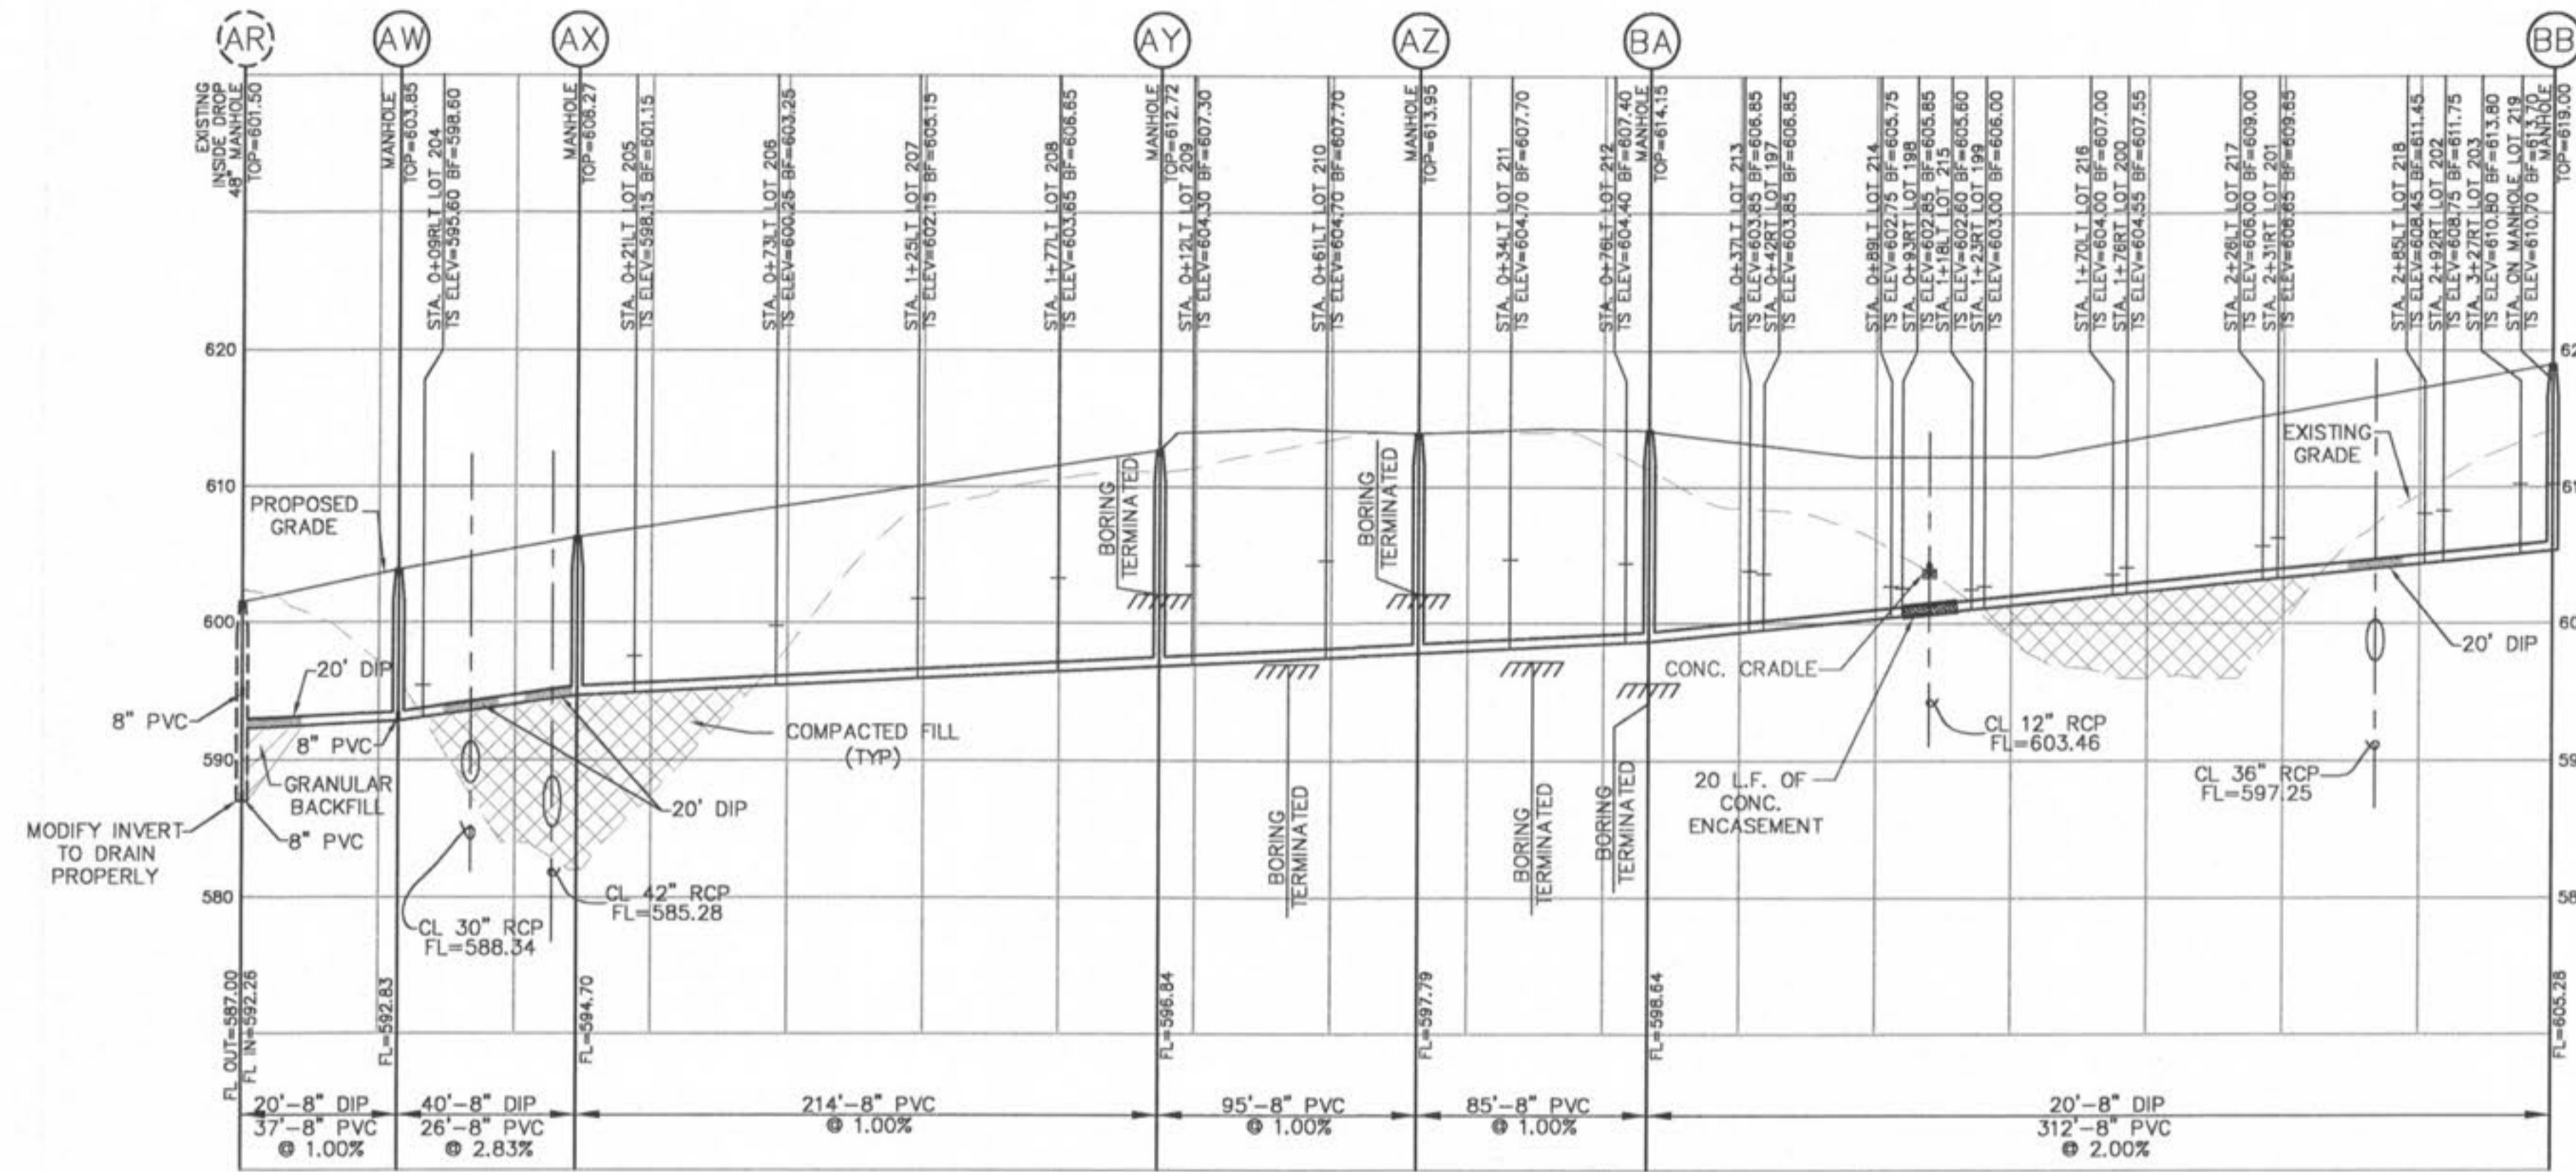 AR
AW
AX
AY
AZ
BA
BB
EXISTING
INSIDE DROP
48" MANHOLE
TOP=601.50
MANHOLE
TOP=603.85
STA. 0+09RLT LOT 204
TS ELEV=595.60 BF=598.60
MANHOLE
TOP=606.27
STA. 0+21LT LOT 205
TS ELEV=598.15 BF=601.15
STA. 0+73LT LOT 206
TS ELEV=600.25 BF=603.25
STA. 1+25LT LOT 207
TS ELEV=602.15 BF=605.15
STA. 1+77LT LOT 208
TS ELEV=603.65 BF=606.65
MANHOLE
TOP=612.72
STA. 0+12LT LOT 209
TS ELEV=604.30 BF=607.30
STA. 0+61LT LOT 210
TS ELEV=604.70 BF=607.70
MANHOLE
TOP=613.95
STA. 0+34LT LOT 211
TS ELEV=604.70 BF=607.70
STA. 0+76LT LOT 212
TS ELEV=604.40 BF=607.40
MANHOLE
TOP=614.15
STA. 0+37LT LOT 213
TS ELEV=603.85 BF=606.85
STA. 0+42RT LOT 197
TS ELEV=603.85 BF=606.85
STA. 0+89LT LOT 214
TS ELEV=602.75 BF=605.75
STA. 0+93RT LOT 198
TS ELEV=602.85 BF=605.85
STA. 1+18LT LOT 215
TS ELEV=602.60 BF=605.60
STA. 1+23RT LOT 199
TS ELEV=603.00 BF=606.00
STA. 1+70LT LOT 216
TS ELEV=604.00 BF=607.00
STA. 1+76RT LOT 200
TS ELEV=604.55 BF=607.55
STA. 2+26LT LOT 217
TS ELEV=606.00 BF=609.00
STA. 2+31RT LOT 201
TS ELEV=606.65 BF=609.65
STA. 2+85LT LOT 218
TS ELEV=608.45 BF=611.45
STA. 2+92RT LOT 202
TS ELEV=608.75 BF=611.75
STA. 3+27RT LOT 203
TS ELEV=610.80 BF=613.80
STA. ON MANHOLE LOT 219
TS ELEV=610.70 BF=613.70
MANHOLE
TOP=619.00
620
62
610
61
600
60
590
59
580
58
PROPOSED
GRADE
EXISTING
GRADE
BORING
TERMINATED
BORING
TERMINATED
20' DIP
8" PVC
8" PVC
GRANULAR
BACKFILL
MODIFY INVERT
TO DRAIN
PROPERLY
8" PVC
COMPACTED FILL
(TYP)
20' DIP
CL 30" RCP
FL=588.34
CL 42" RCP
FL=585.28
BORING
TERMINATED
BORING
TERMINATED
BORING
TERMINATED
CONC. CRADLE
20 L.F. OF
CONC.
ENCASEMENT
CL 12" RCP
FL=603.46
CL 36" RCP
FL=597.25
20' DIP
FL OUT=587.00
FL IN=592.26
FL=592.83
FL=594.70
FL=596.84
FL=597.79
FL=598.64
FL=605.28
20'-8" DIP
37'-8" PVC
@ 1.00%
40'-8" DIP
26'-8" PVC
@ 2.83%
214'-8" PVC
@ 1.00%
95'-8" PVC
@ 1.00%
85'-8" PVC
@ 1.00%
20'-8" DIP
312'-8" PVC
@ 2.00%